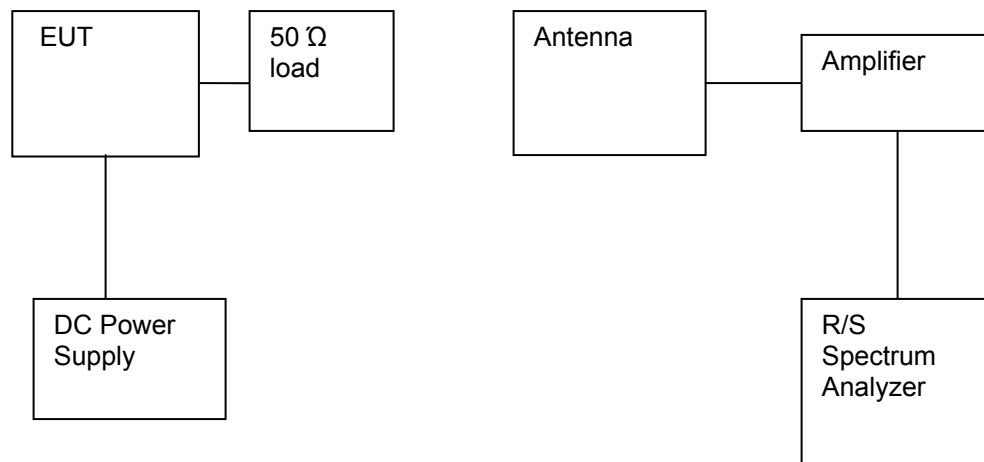 EUT
50 Ώ
load
Antenna
Amplifier
DC Power
Supply
R/S
Spectrum
Analyzer